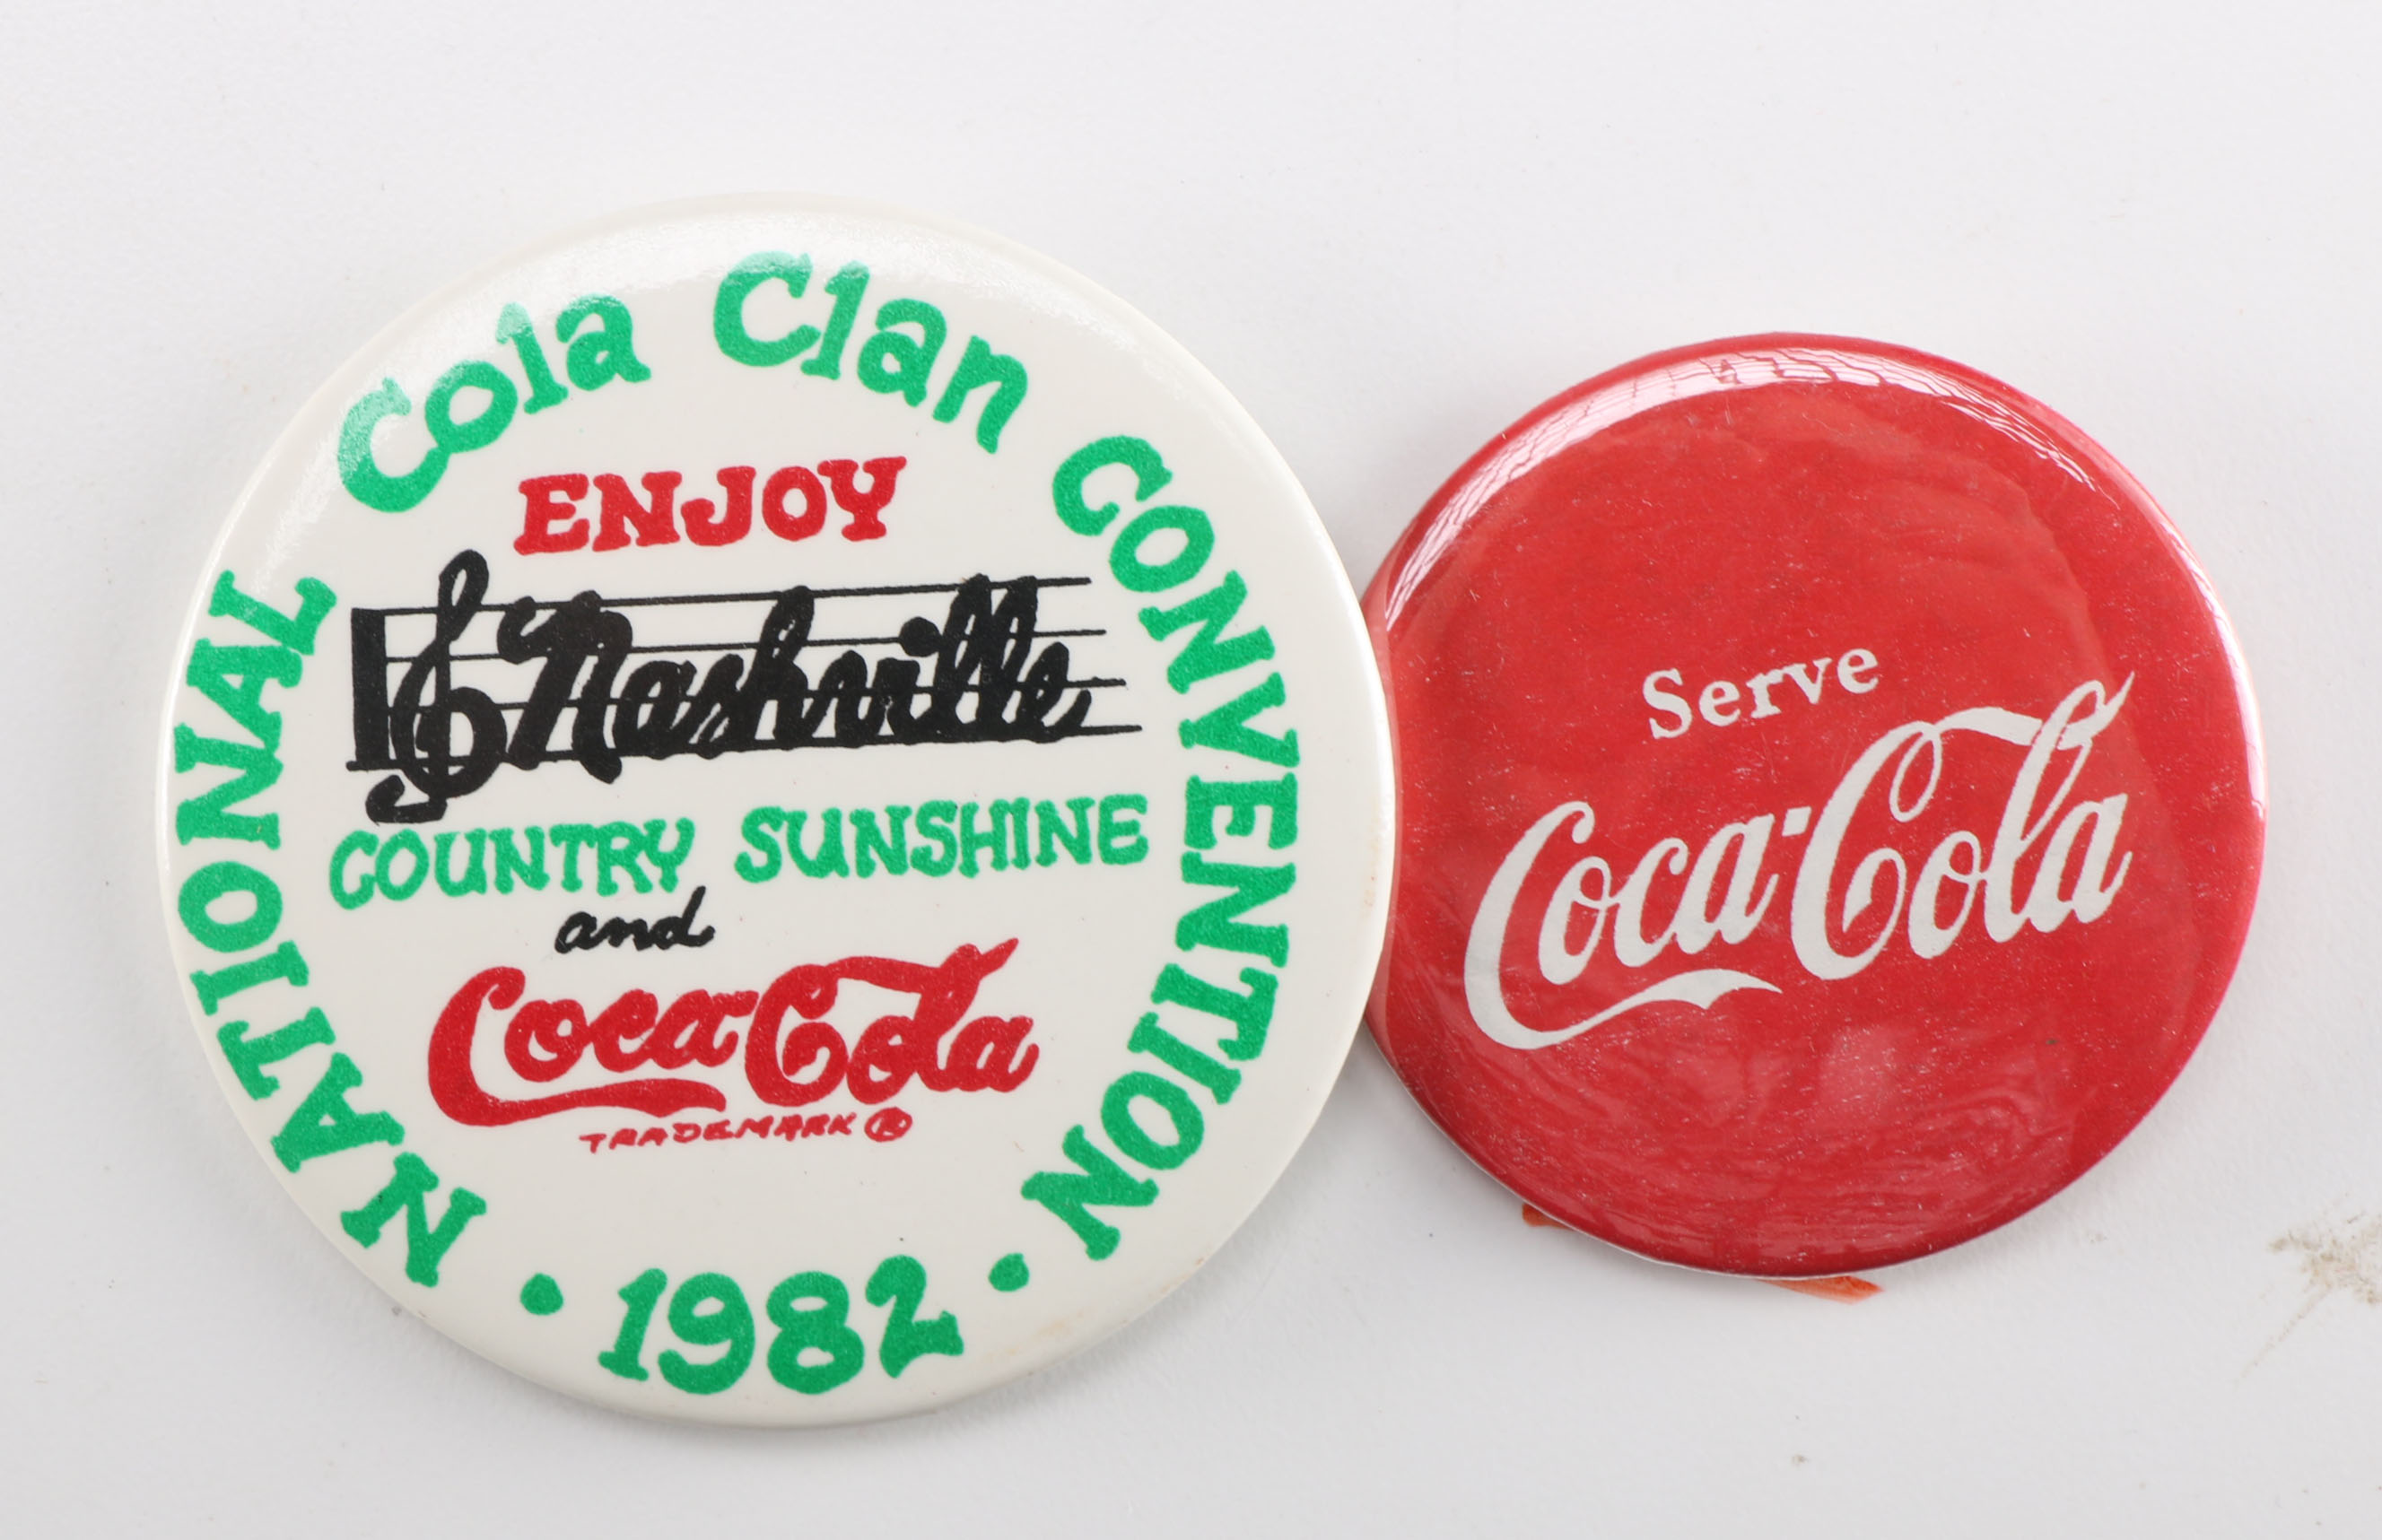 NATIONAL Cola Clan CONVENTION
ENJOY
Nashville
COUNTRY SUNSHINE
and
Coca-Cola
TRADEMARK ®
• 1982 •
Serve
Coca-Cola